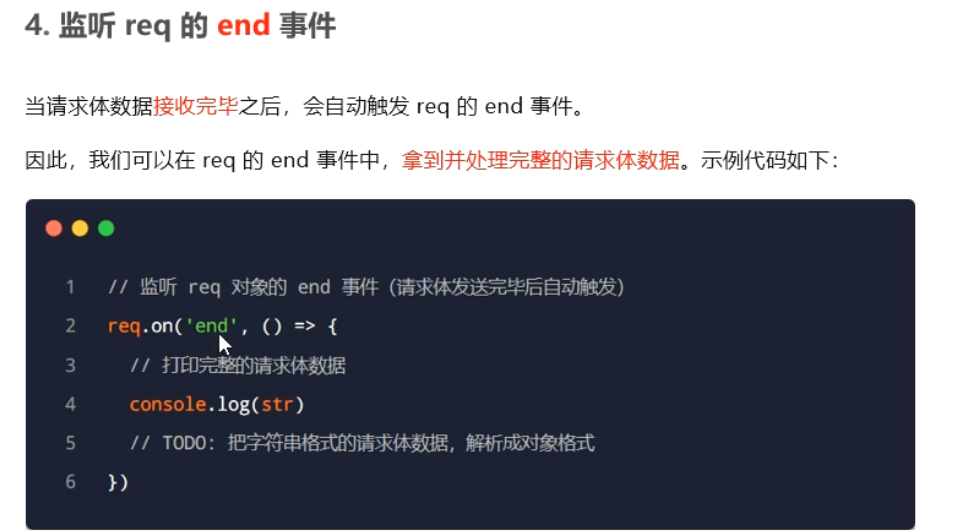 4. 监听 req 的 end 事件
当请求体数据接收完毕之后，会自动触发 req 的 end 事件。
因此，我们可以在 req 的 end 事件中，拿到并处理完整的请求体数据。示例代码如下：
1 // 监听 req 对象的 end 事件（请求体发送完毕后自动触发）
2 req.on('end', () => {
3 // 打印完整的请求体数据
4 console.log(str)
5 // TODO: 把字符串格式的请求体数据，解析成对象格式
6 })